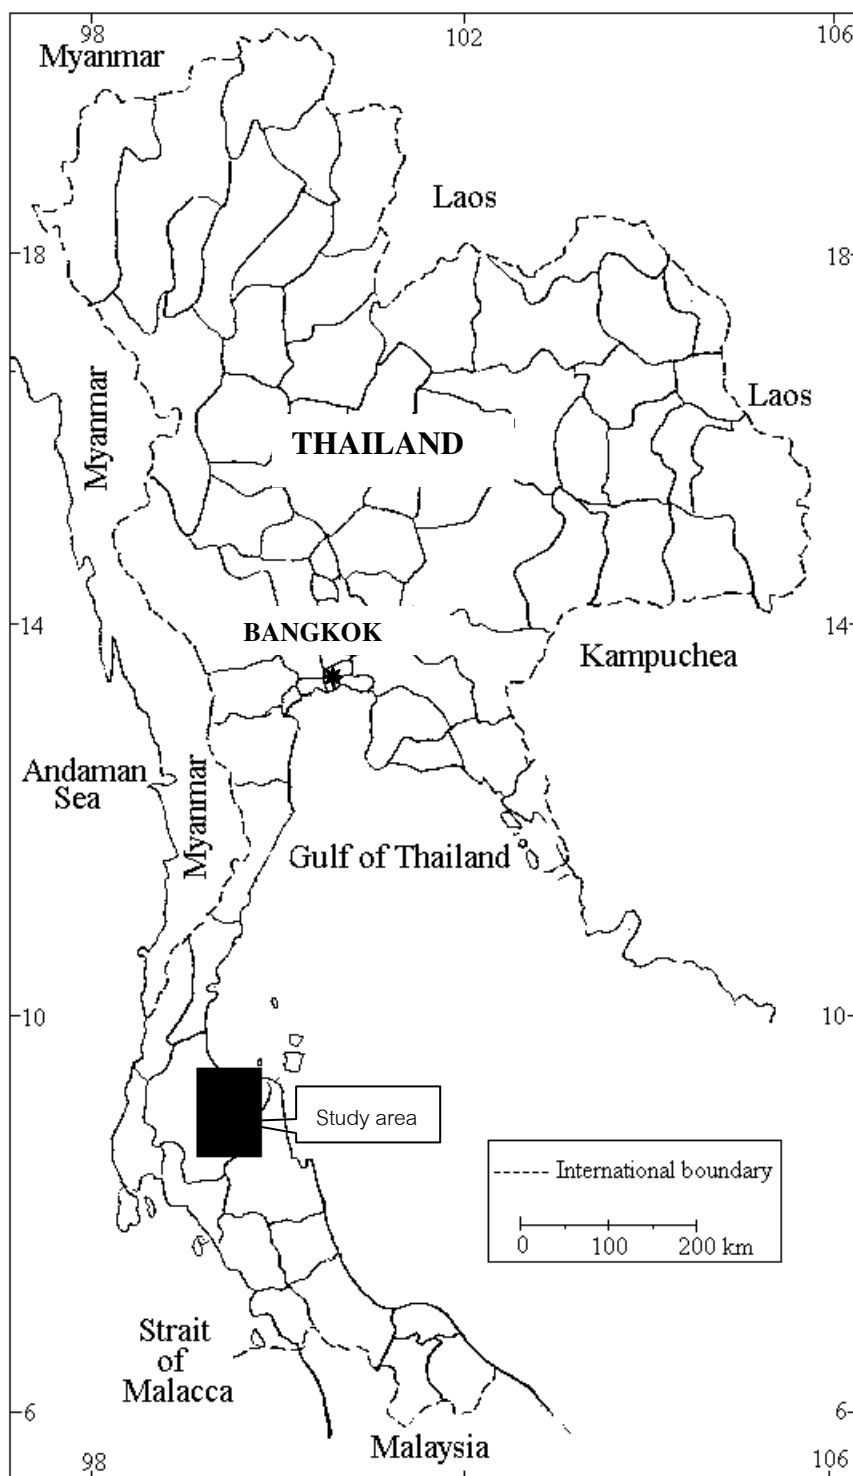 98
102
106
Myanmar
Laos
18
18
Myanmar
Laos
THAILAND
14
BANGKOK
14
Kampuchea
Andaman
Sea
Myanmar
Gulf of Thailand
10
10
Study area
International boundary
0
100
200 km
Strait
of
Malacca
6
6
Malaysia
98
106